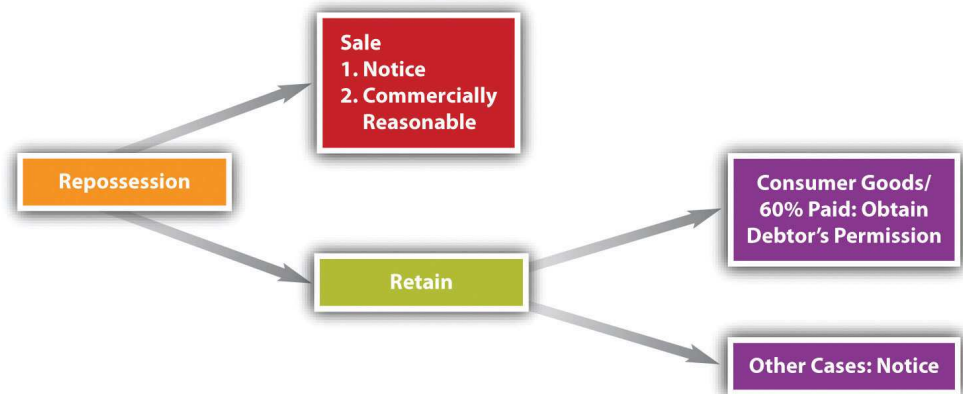 Sale
1. Notice
2. Commercially
Reasonable
Repossession
Consumer Goods/
60% Paid: Obtain
Debtor's Permission
Retain
Other Cases: Notice